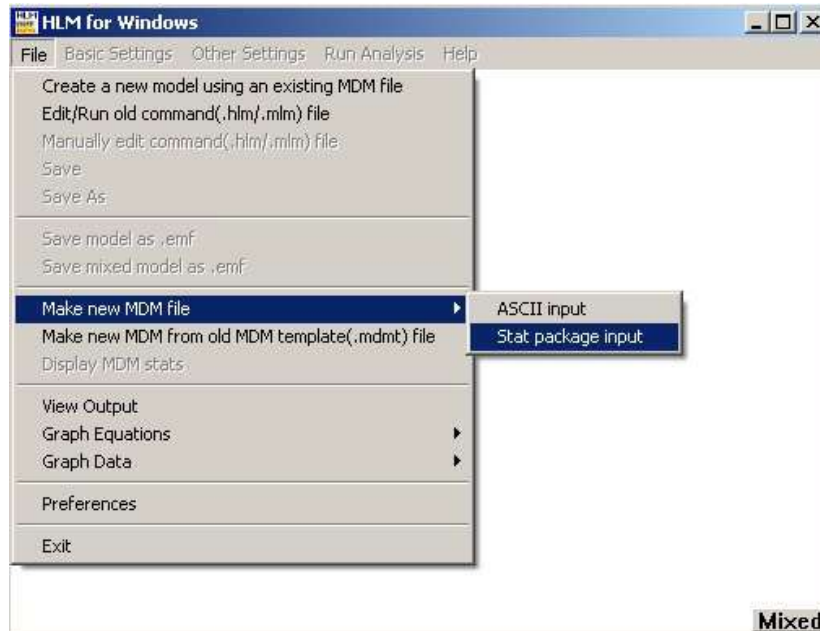 HLM for Windows
File Basic Settings Other Settings Run Analysis Help
Create a new model using an existing MDM file
Edit/Run old command(.hlm/.mlm) file
Manually edit command(.hlm/.mlm) file
Save
Save As
Save model as .emf
Save mixed model as .emf
Make new MDM file
ASCII input
Make new MDM from old MDM template(.mdmt) file
Stat package input
Display MDM stats
View Output
Graph Equations
Graph Data
Preferences
Exit
Mixed